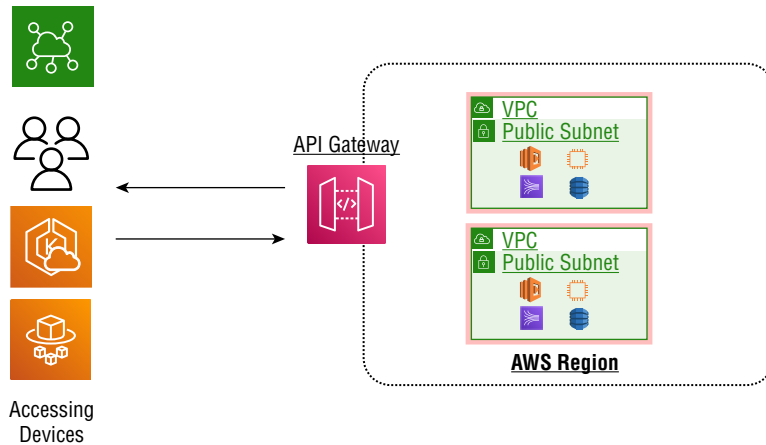 API Gateway
VPC
Public Subnet
VPC
Public Subnet
AWS Region
Accessing
Devices